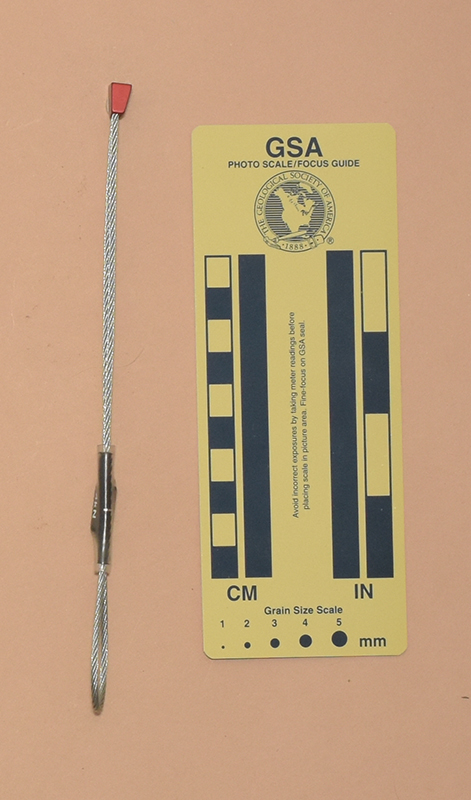 GSA
PHOTO SCALE/FOCUS GUIDE
THE GEOLOGICAL SOCIETY OF AMERICA
·1888·
®
Avoid incorrect exposures by taking meter readings before
placing scale in picture area. Fine-focus on GSA seal.
CM
IN
Grain Size Scale
1 2 3 4 5
mm